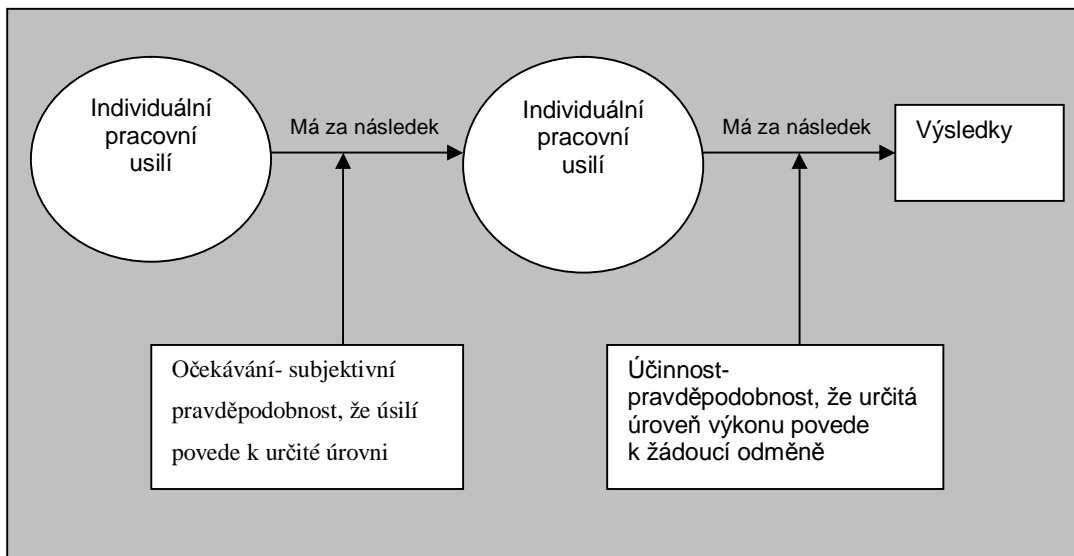 Individuální
pracovní
usilí
Má za následek
Individuální
pracovní
usilí
Má za následek
Výsledky
Očekávání- subjektivní
pravděpodobnost, že úsilí
povede k určité úrovni
Účinnost-
pravděpodobnost, že určitá
úroveň výkonu povede
k žádoucí odměně